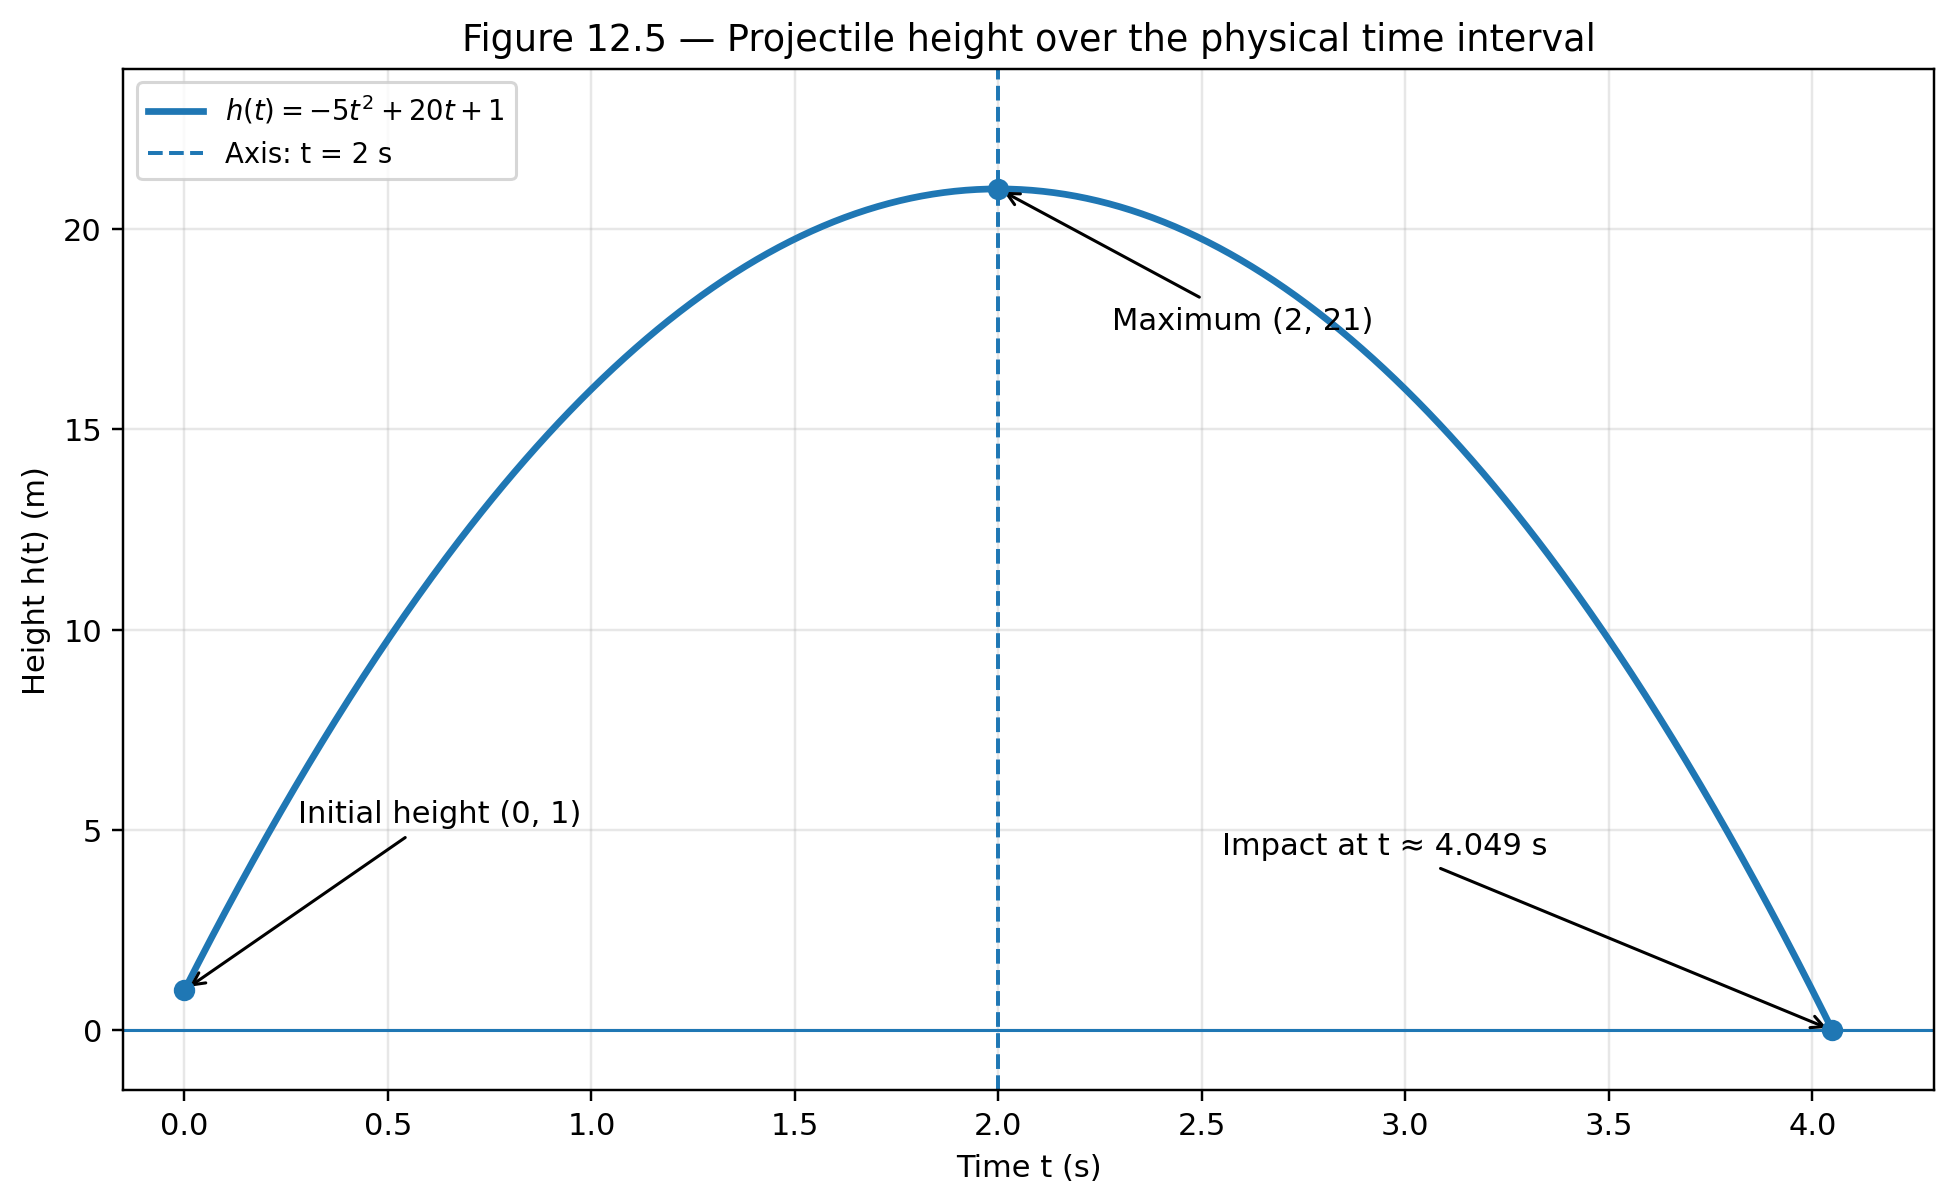 Figure 12.5 — Projectile height over the physical time interval
h(t) = −5t² + 20t + 1
Axis: t = 2 s
Maximum (2, 21)
Initial height (0, 1)
Impact at t ≈ 4.049 s
Height h(t) (m)
20
15
10
5
0
0.0 0.5 1.0 1.5 2.0 2.5 3.0 3.5 4.0
Time t (s)